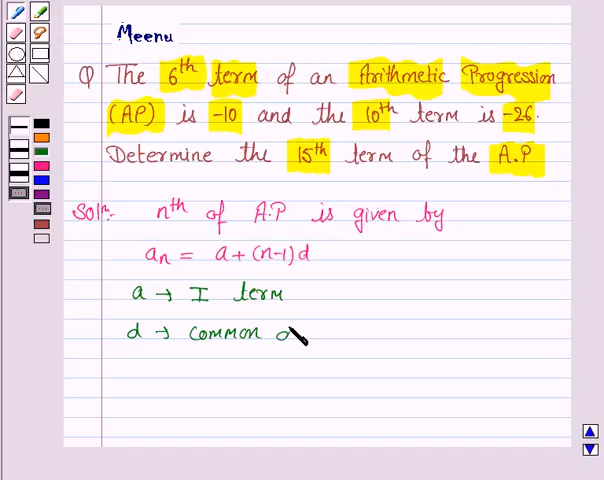 Meenu
Q The 6th term of an Arithmetic Progression
(AP) is -10 and the 10th term is -26.
Determine the 15th term of the A.P
Soln: nth of A.P is given by
an = a + (n-1)d
a → I term
d → common d